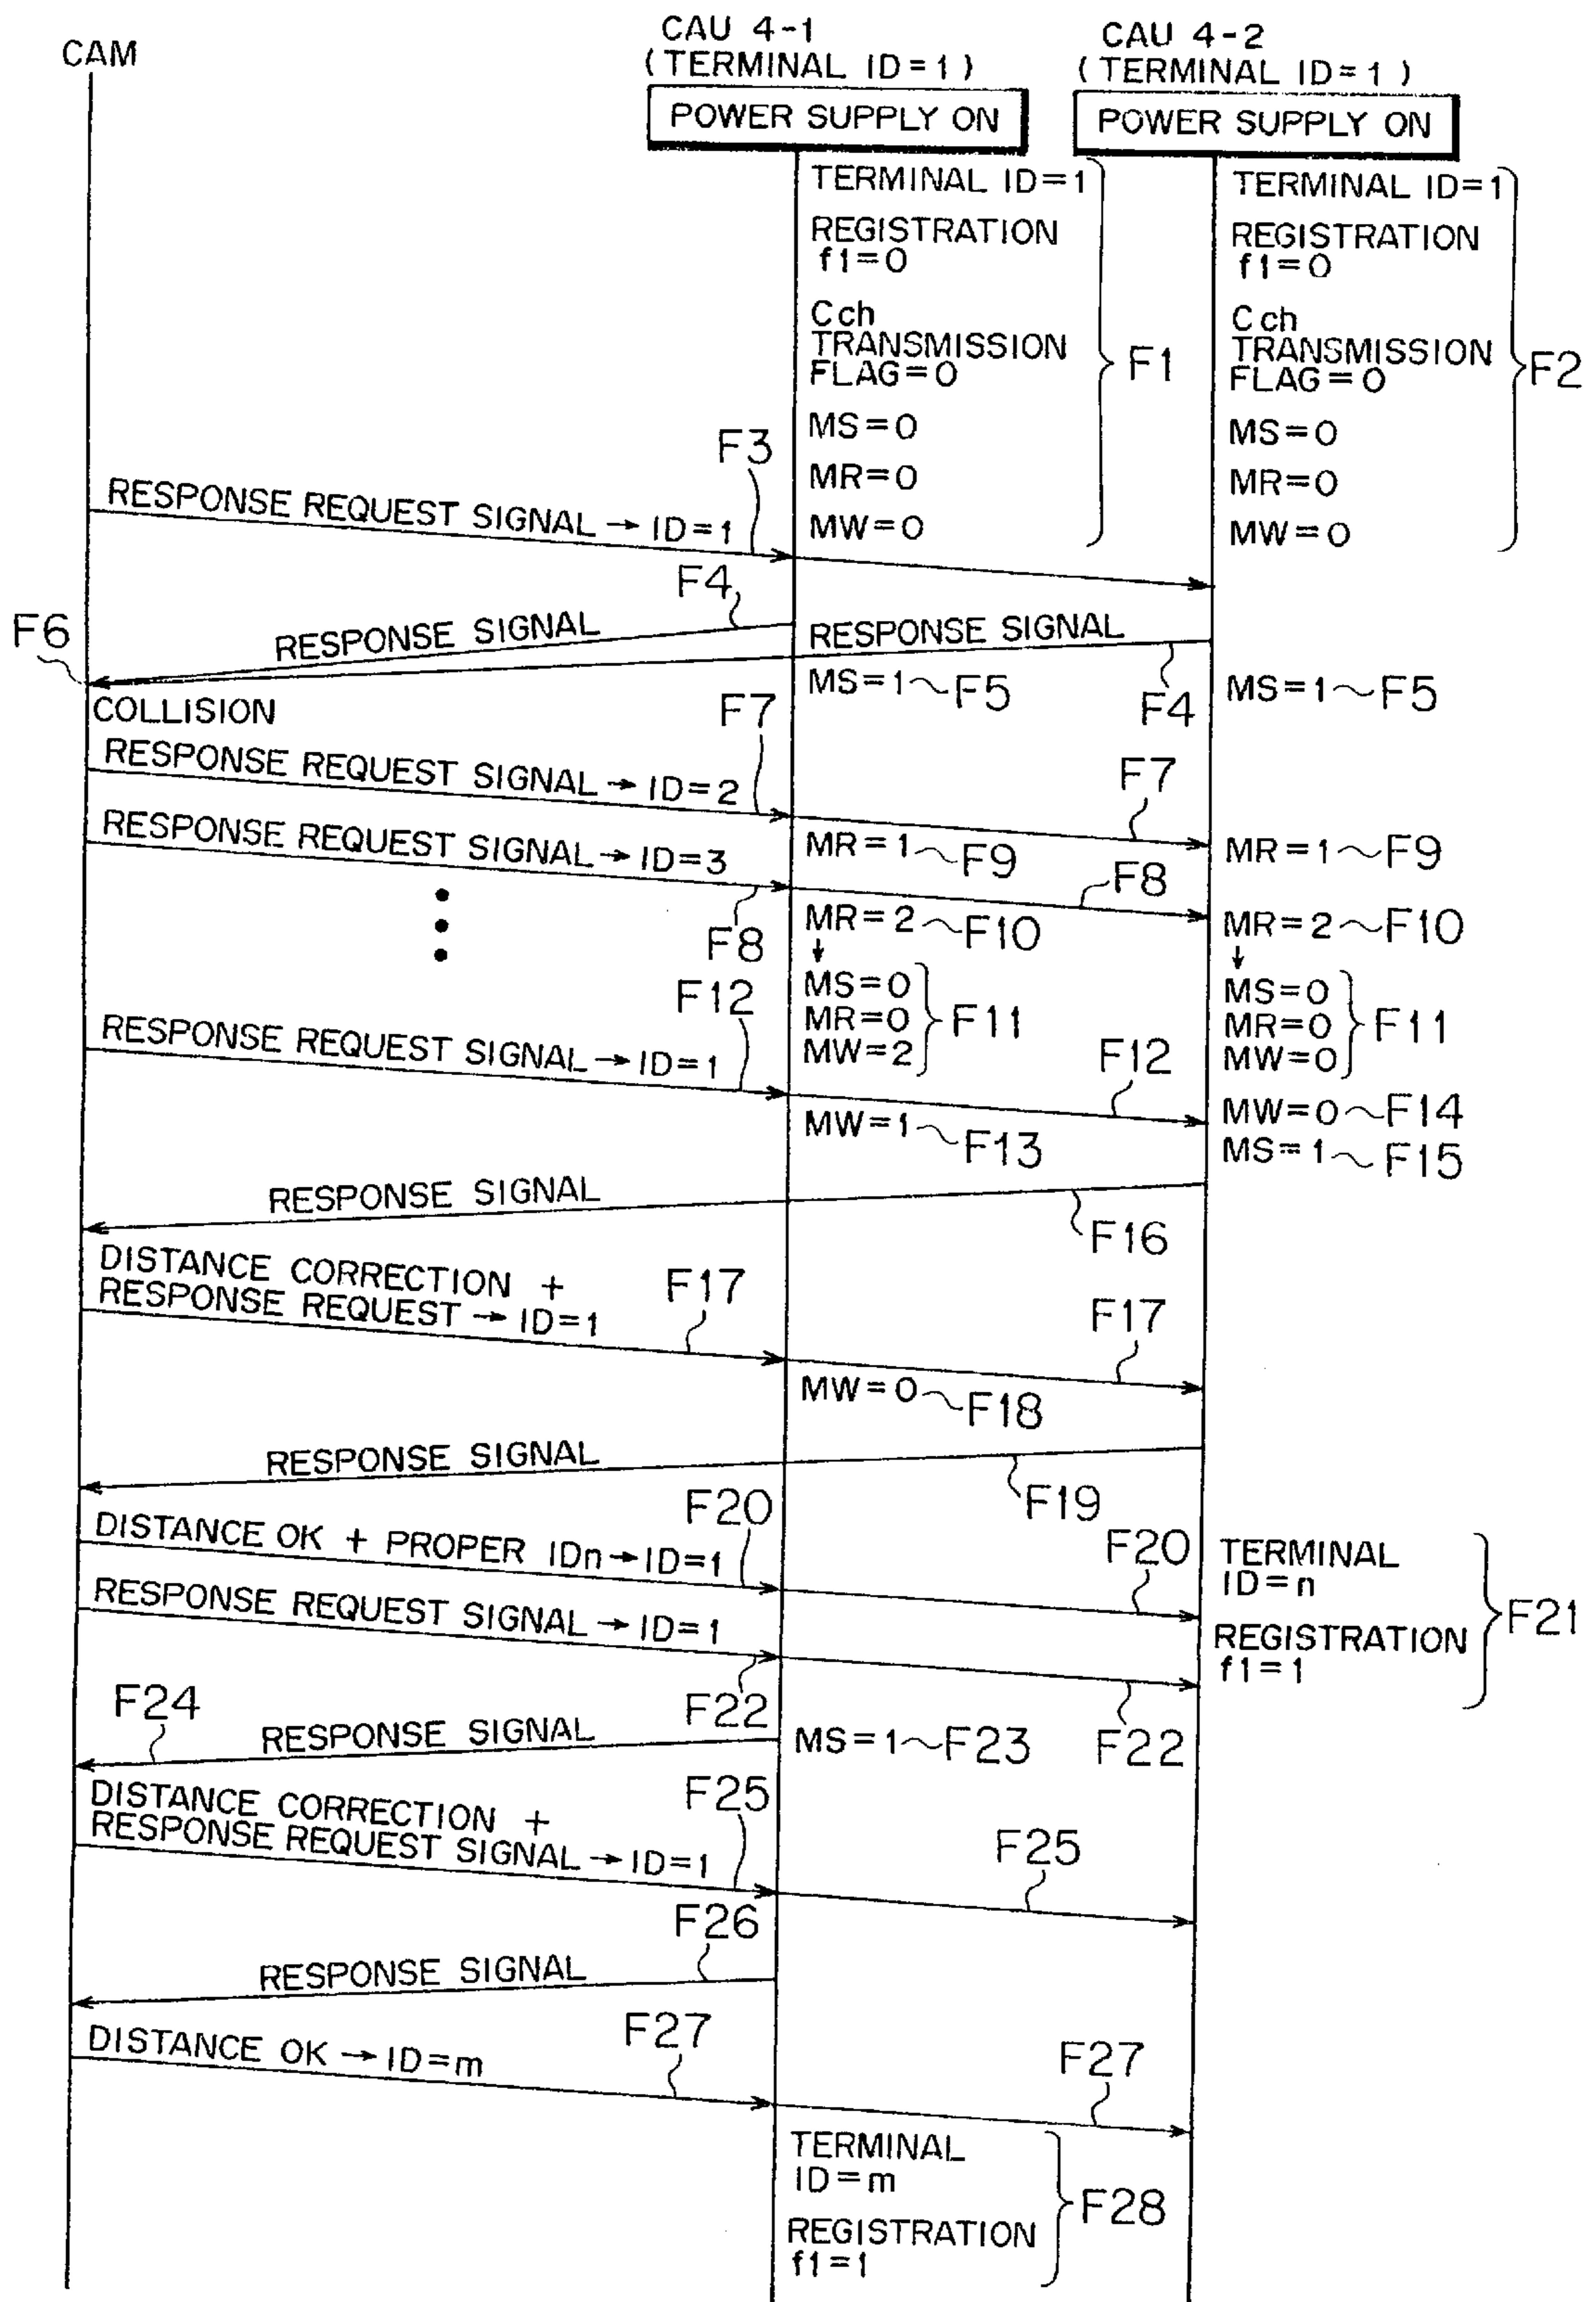 CAM
CAU 4-1
(TERMINAL ID=1)
CAU 4-2
(TERMINAL ID=1)
POWER SUPPLY ON
POWER SUPPLY ON
TERMINAL ID=1
REGISTRATION
f1=0
Cch
TRANSMISSION
FLAG=0
MS=0
MR=0
MW=0
F1
TERMINAL ID=1
REGISTRATION
f1=0
Cch
TRANSMISSION
FLAG=0
MS=0
MR=0
MW=0
F2
F3
RESPONSE REQUEST SIGNAL → ID=1
F4
F6
RESPONSE SIGNAL
RESPONSE SIGNAL
F4
COLLISION
MS=1~F5
MS=1~F5
F7
RESPONSE REQUEST SIGNAL → ID=2
F7
RESPONSE REQUEST SIGNAL → ID=3
MR=1~F9
MR=1~F9
F8
F8
MR=2~F10
↓
MS=0
MR=0
MW=2
F11
MR=2~F10
↓
MS=0
MR=0
MW=0
F11
F12
RESPONSE REQUEST SIGNAL → ID=1
F12
MW=1~F13
MW=0~F14
MS=1~F15
RESPONSE SIGNAL
F16
DISTANCE CORRECTION +
RESPONSE REQUEST → ID=1
F17
F17
MW=0~F18
RESPONSE SIGNAL
F19
F20
DISTANCE OK + PROPER IDn → ID=1
F20
TERMINAL
ID=n
REGISTRATION
f1=1
F21
RESPONSE REQUEST SIGNAL → ID=1
F22
F22
F24
RESPONSE SIGNAL
MS=1~F23
DISTANCE CORRECTION +
RESPONSE REQUEST SIGNAL → ID=1
F25
F25
F26
RESPONSE SIGNAL
F27
DISTANCE OK → ID=m
F27
TERMINAL
ID=m
REGISTRATION
f1=1
F28